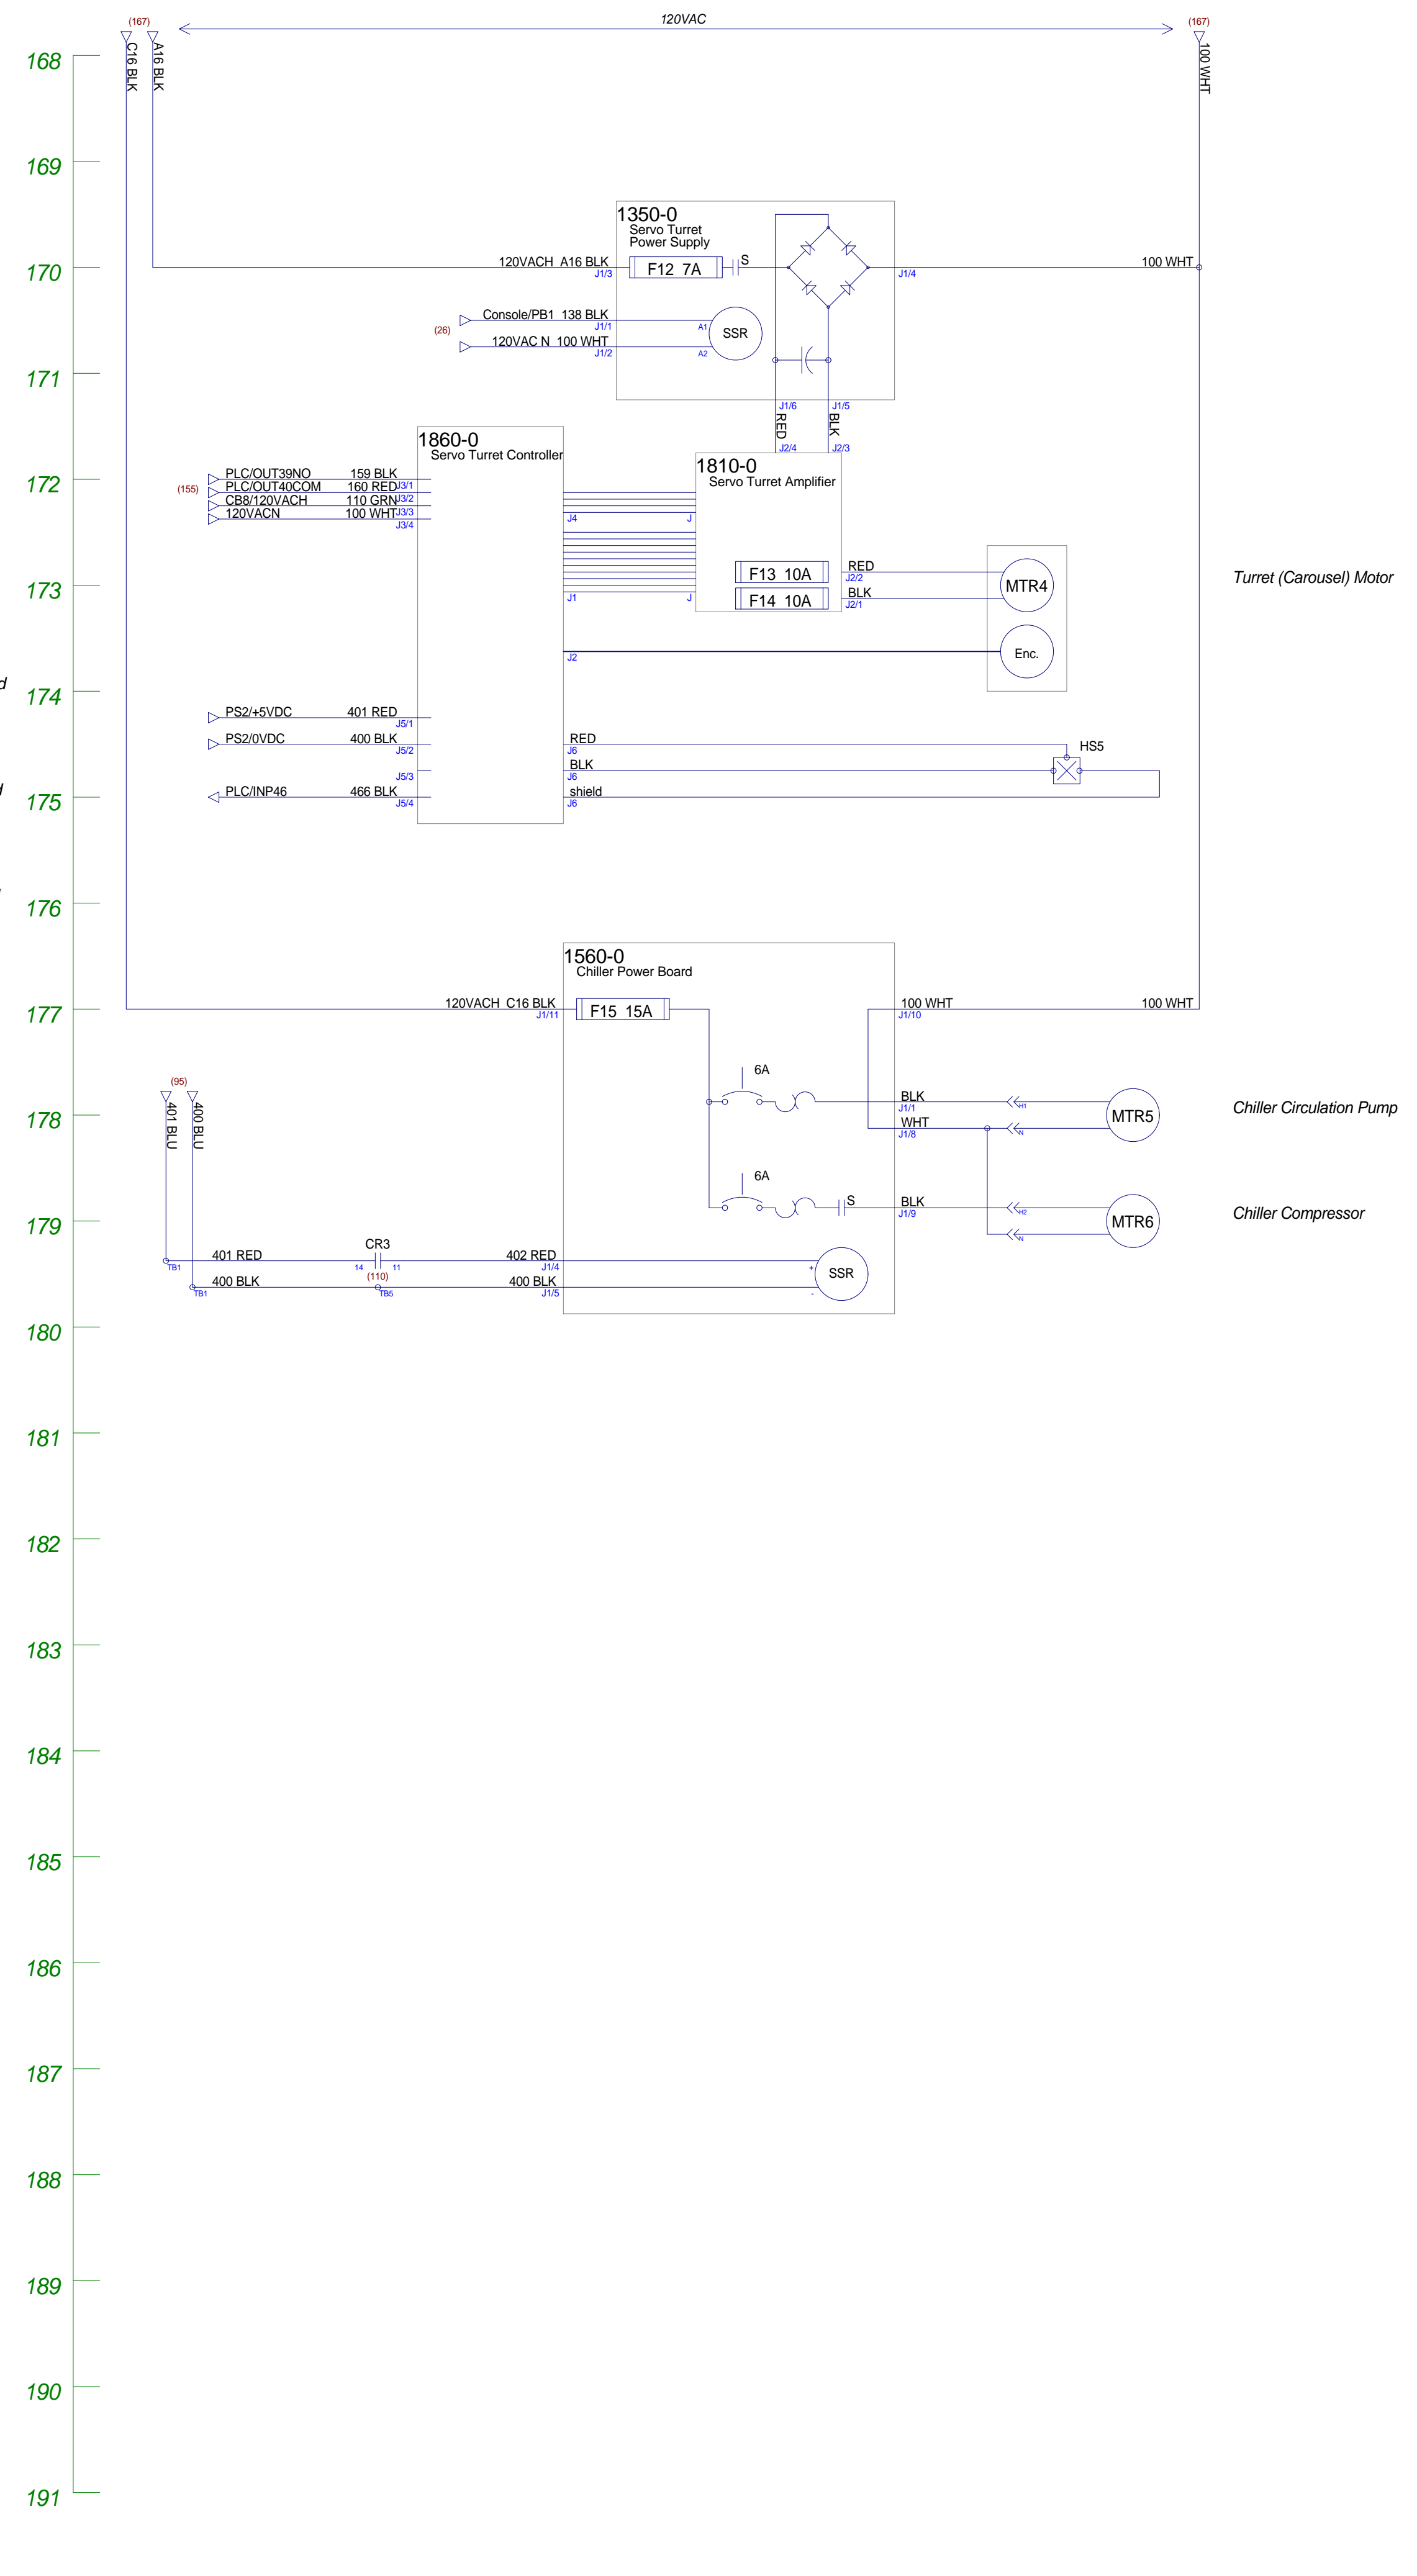 120VAC
(167)
(167)
C16 BLK
A16 BLK
100 WHT
168
169
1350-0
Servo Turret
Power Supply
170
120VACH A16 BLK
J1/3
F12 7A
S
J1/4
100 WHT
(26)
Console/PB1 138 BLK
J1/1
A1
SSR
120VAC N 100 WHT
J1/2
A2
171
J1/6
J1/5
RED
BLK
J2/4
J2/3
1860-0
Servo Turret Controller
1810-0
Servo Turret Amplifier
172
(155)
PLC/OUT39NO 159 BLK
J3/1
PLC/OUT40COM 160 RED
J3/2
CB8/120VACH 110 GRN
J3/3
120VACN 100 WHT
J3/4
J4
J
173
F13 10A
RED
J2/2
MTR4
Turret (Carousel) Motor
F14 10A
BLK
J2/1
J1
J
J2
Enc.
d
174
PS2/+5VDC 401 RED
J5/1
PS2/0VDC 400 BLK
J5/2
RED
J6
HS5
J5/3
BLK
J6
175
PLC/INP46 466 BLK
J5/4
shield
J6
176
1560-0
Chiller Power Board
177
120VACH C16 BLK
J1/11
F15 15A
100 WHT
J1/10
100 WHT
(95)
401 BLU
400 BLU
178
6A
BLK
J1/1
H1
MTR5
Chiller Circulation Pump
WHT
J1/8
N
179
6A
S
BLK
J1/9
H2
MTR6
Chiller Compressor
N
CR3
TB1
401 RED
14
11
402 RED
J1/4
+
SSR
(110)
TB1
400 BLK
TB5
400 BLK
J1/5
-
180
181
182
183
184
185
186
187
188
189
190
191